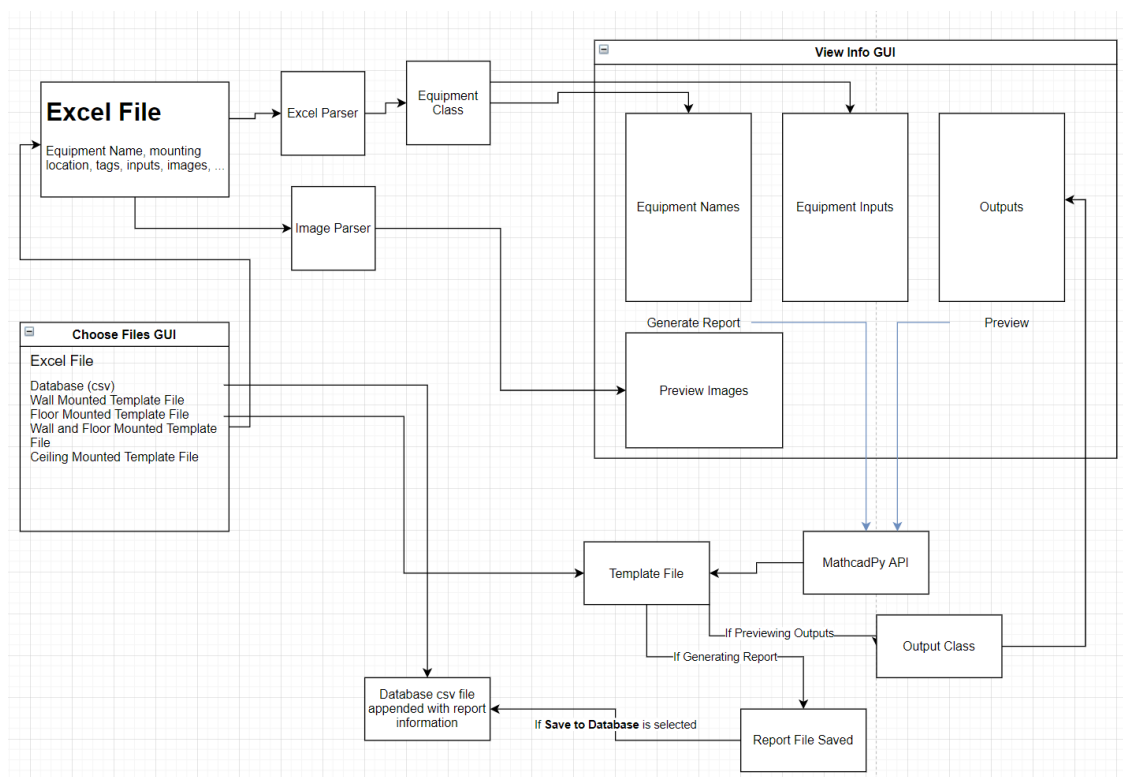 View Info GUI
Excel File
Equipment Name, mounting
location, tags, inputs, images, ...
Excel Parser
Equipment
Class
Image Parser
Equipment Names
Equipment Inputs
Outputs
Generate Report
Preview
Preview Images
Choose Files GUI
Excel File
Database (csv)
Wall Mounted Template File
Floor Mounted Template File
Wall and Floor Mounted Template
File
Ceiling Mounted Template File
MathcadPy API
Template File
If Previewing Outputs
Output Class
If Generating Report
Database csv file
appended with report
information
If Save to Database is selected
Report File Saved